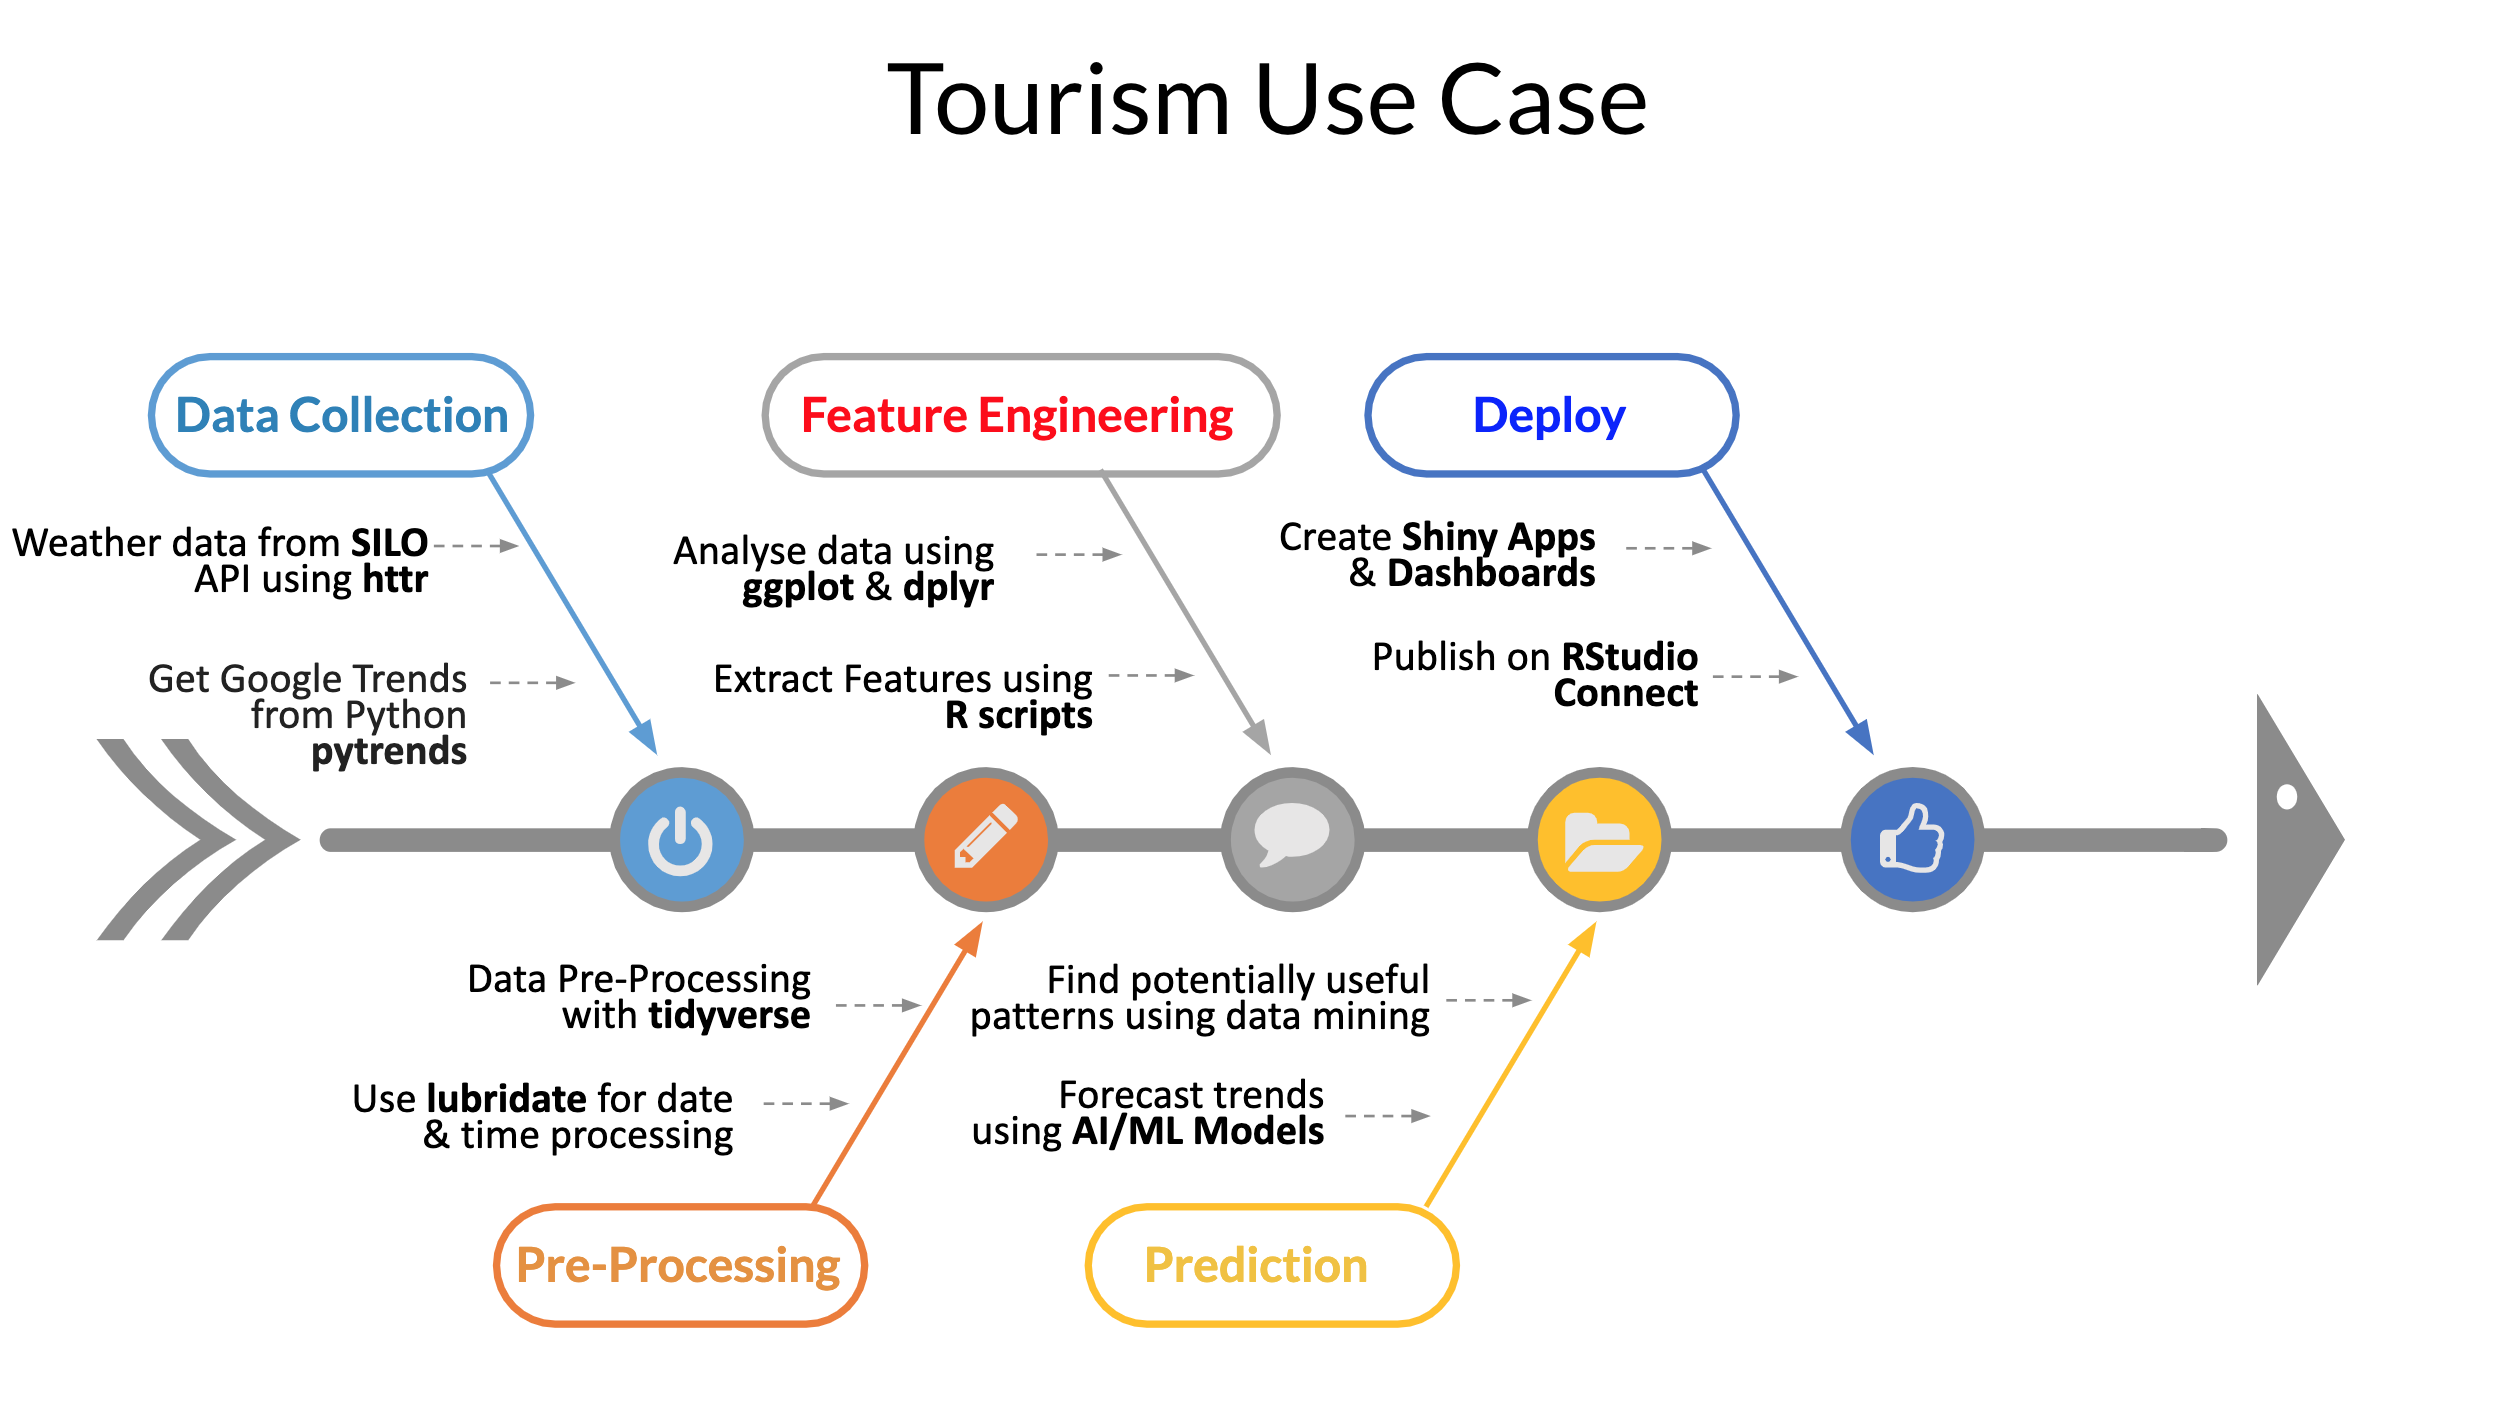 Tourism Use Case
Data Collection
Feature Engineering
Deploy
Weather data from SILO
API using httr
Get Google Trends
from Python
pytrends
Analyse data using
ggplot & dplyr
Extract Features using
R scripts
Create Shiny Apps
& Dashboards
Publish on RStudio
Connect
Data Pre-Processing
with tidyverse
Use lubridate for date
& time processing
Find potentially useful
patterns using data mining
Forecast trends
using AI/ML Models
Pre-Processing
Prediction